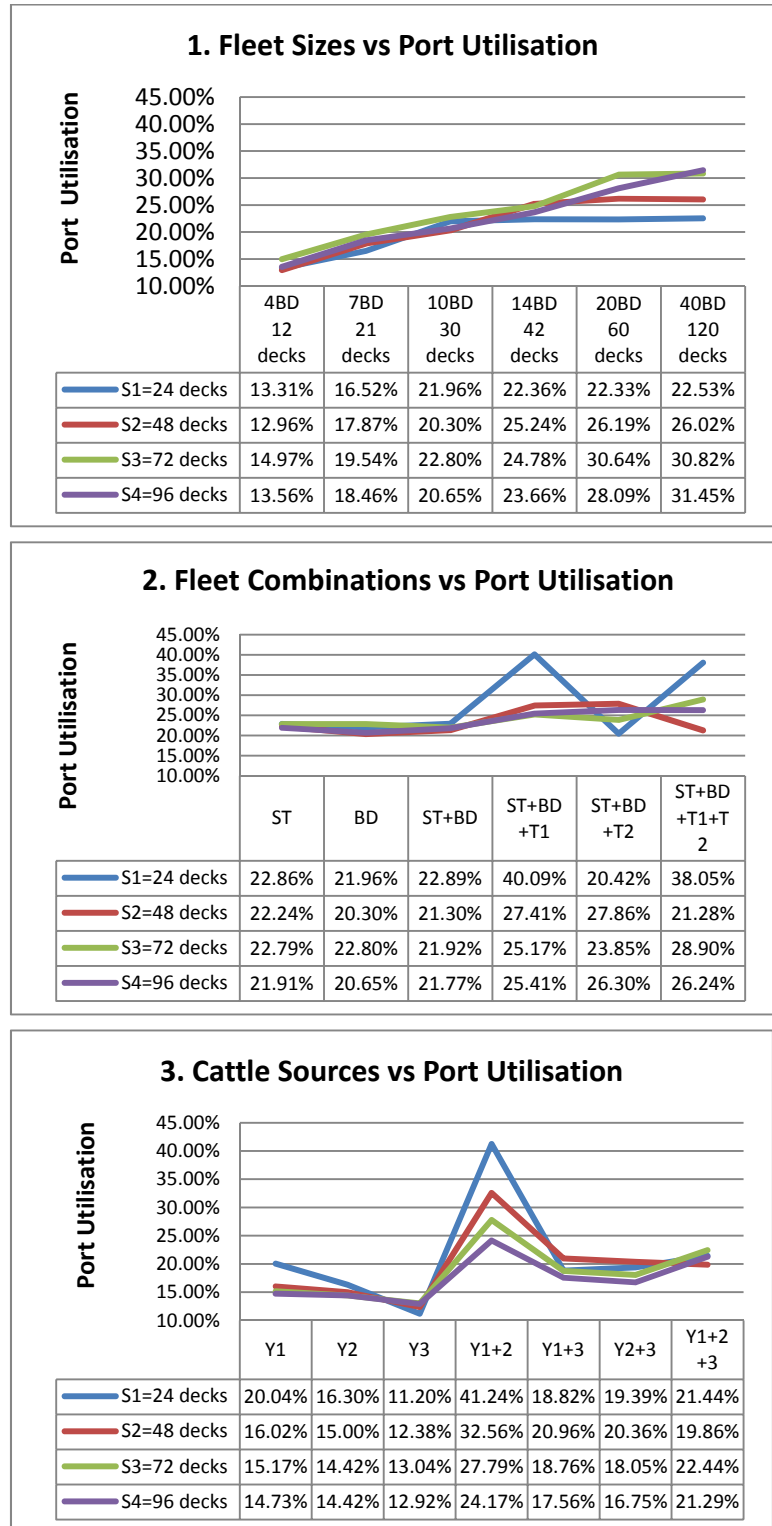 1. Fleet Sizes vs Port Utilisation
Port Utilisation
45.00%
40.00%
35.00%
30.00%
25.00%
20.00%
15.00%
10.00%
4BD 7BD 10BD 14BD 20BD 40BD
12 21 30 42 60 120
decks decks decks decks decks decks
S1=24 decks 13.31% 16.52% 21.96% 22.36% 22.33% 22.53%
S2=48 decks 12.96% 17.87% 20.30% 25.24% 26.19% 26.02%
S3=72 decks 14.97% 19.54% 22.80% 24.78% 30.64% 30.82%
S4=96 decks 13.56% 18.46% 20.65% 23.66% 28.09% 31.45%
2. Fleet Combinations vs Port Utilisation
Port Utilisation
45.00%
40.00%
35.00%
30.00%
25.00%
20.00%
15.00%
10.00%
ST BD ST+BD ST+BD ST+BD ST+BD
+T1 +T2 +T1+T
2
S1=24 decks 22.86% 21.96% 22.89% 40.09% 20.42% 38.05%
S2=48 decks 22.24% 20.30% 21.30% 27.41% 27.86% 21.28%
S3=72 decks 22.79% 22.80% 21.92% 25.17% 23.85% 28.90%
S4=96 decks 21.91% 20.65% 21.77% 25.41% 26.30% 26.24%
3. Cattle Sources vs Port Utilisation
Port Utilisation
45.00%
40.00%
35.00%
30.00%
25.00%
20.00%
15.00%
10.00%
Y1 Y2 Y3 Y1+2 Y1+3 Y2+3 Y1+2
+3
S1=24 decks 20.04% 16.30% 11.20% 41.24% 18.82% 19.39% 21.44%
S2=48 decks 16.02% 15.00% 12.38% 32.56% 20.96% 20.36% 19.86%
S3=72 decks 15.17% 14.42% 13.04% 27.79% 18.76% 18.05% 22.44%
S4=96 decks 14.73% 14.42% 12.92% 24.17% 17.56% 16.75% 21.29%